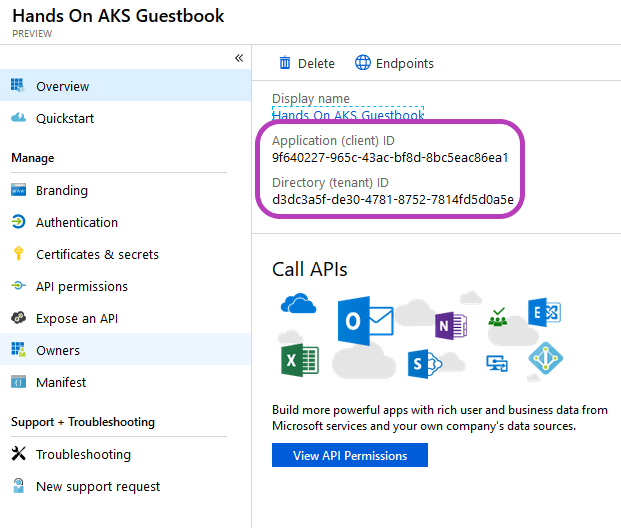 Hands On AKS Guestbook
PREVIEW
«
Overview
Quickstart
Manage
Branding
Authentication
Certificates & secrets
API permissions
Expose an API
Owners
Manifest
Support + Troubleshooting
Troubleshooting
New support request
Delete
Endpoints
Display name
Hands On AKS Guestbook
Application (client) ID
9f640227-965c-43ac-bf8d-8bc5eac86ea1
Directory (tenant) ID
d3dc3a5f-de30-4781-8752-7814fd5d0a5e
Call APIs
Build more powerful apps with rich user and business data from
Microsoft services and your own company's data sources.
View API Permissions